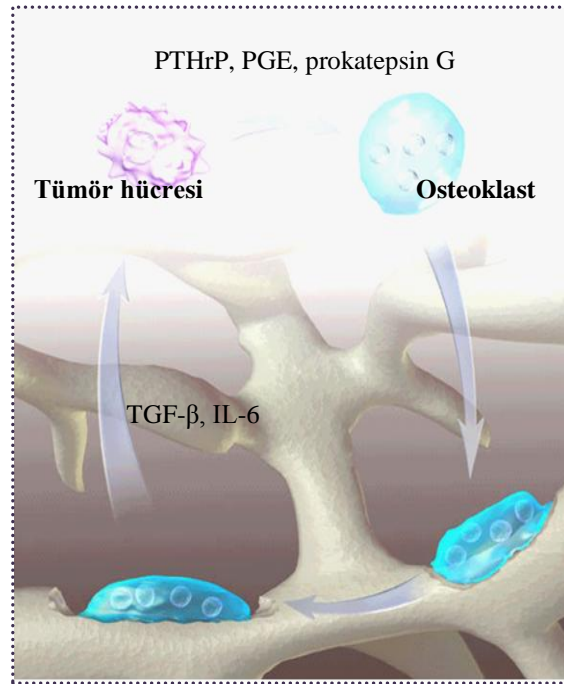 PTHrP, PGE, prokatepsin G
Tümör hücresi
Osteoklast
TGF-β, IL-6